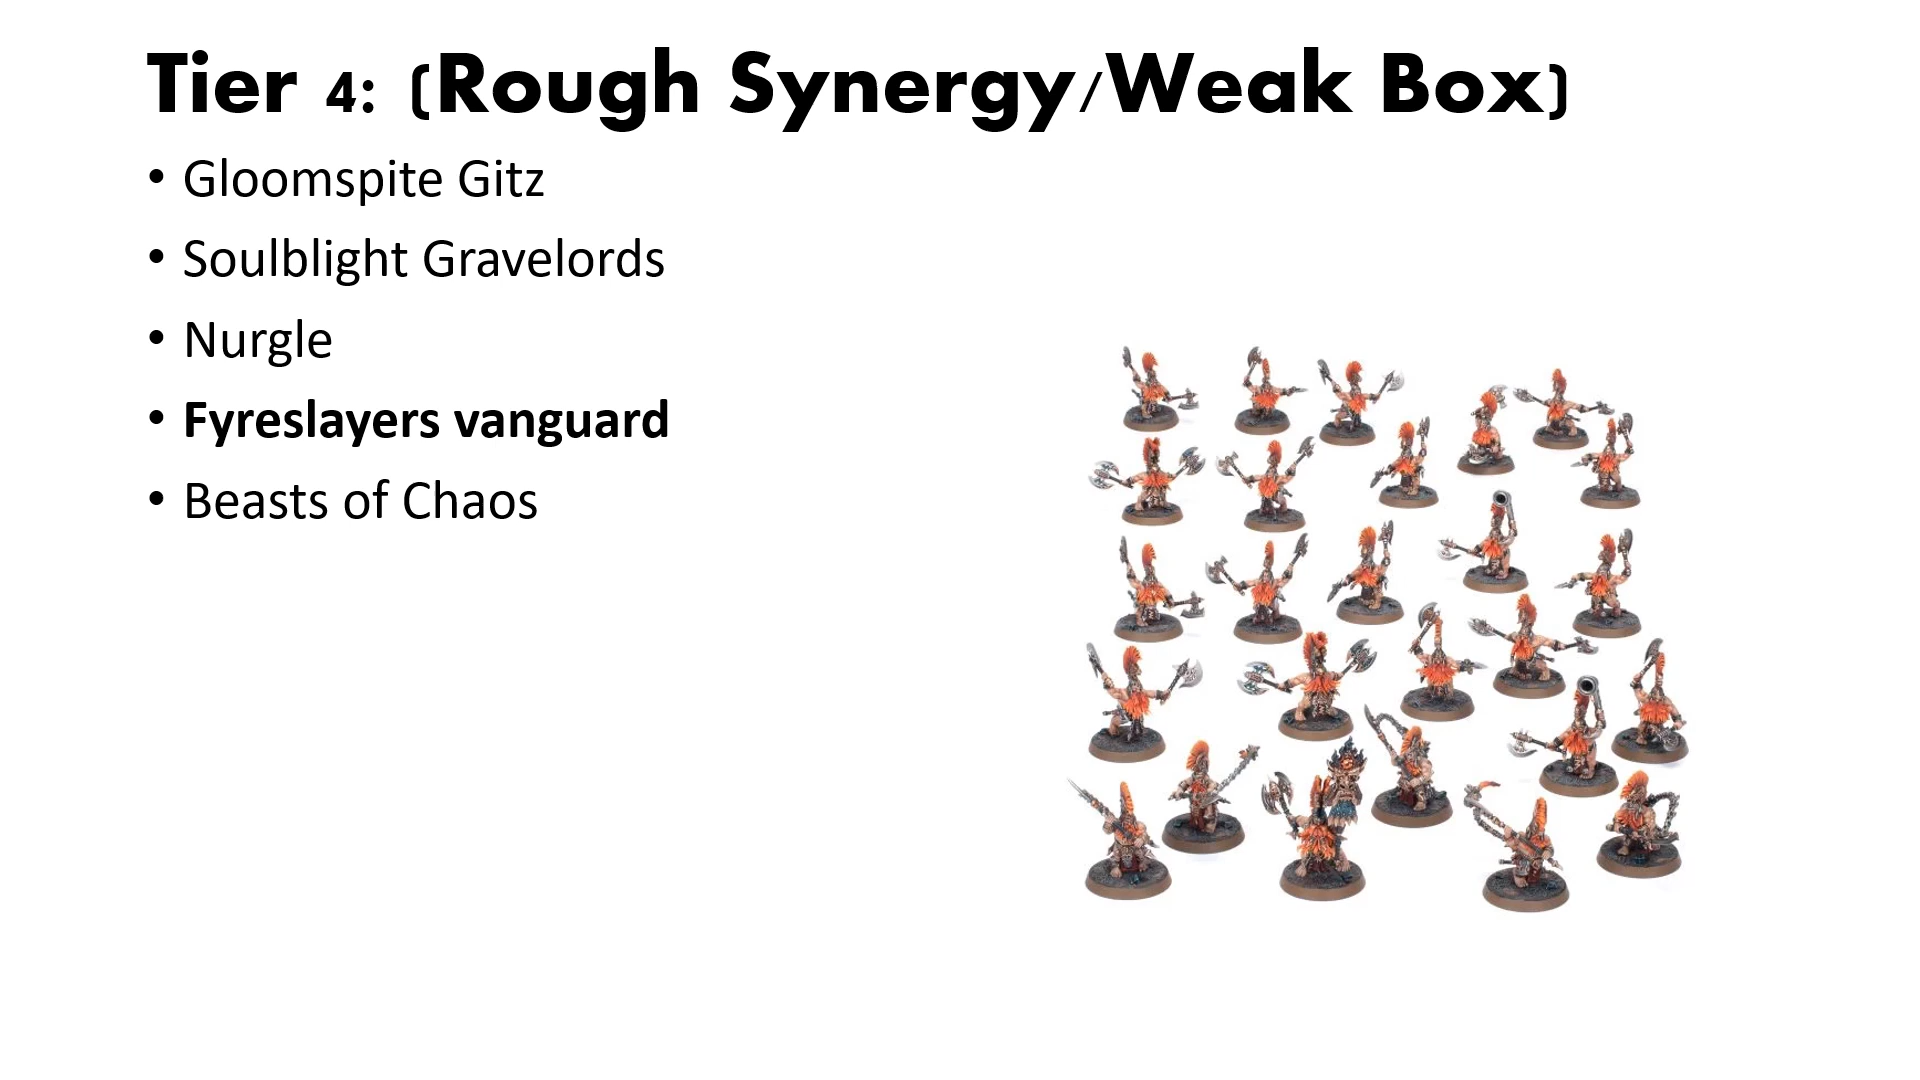 Tier 4: (Rough Synergy/Weak Box)
• Gloomspite Gitz
• Soulblight Gravelords
• Nurgle
• Fyreslayers vanguard
• Beasts of Chaos